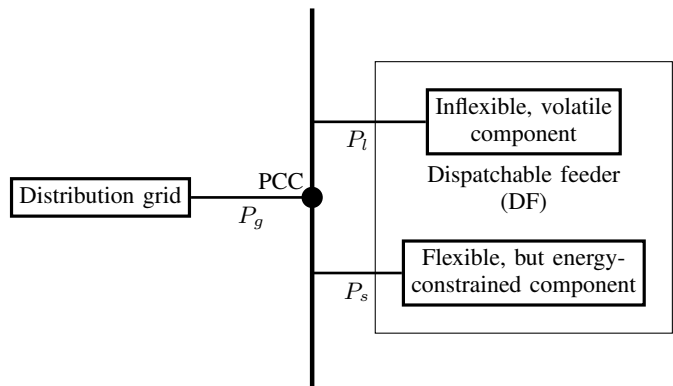 Inflexible, volatile
component
P_l
Dispatchable feeder
(DF)
PCC
Distribution grid
P_g
Flexible, but energy-
constrained component
P_s